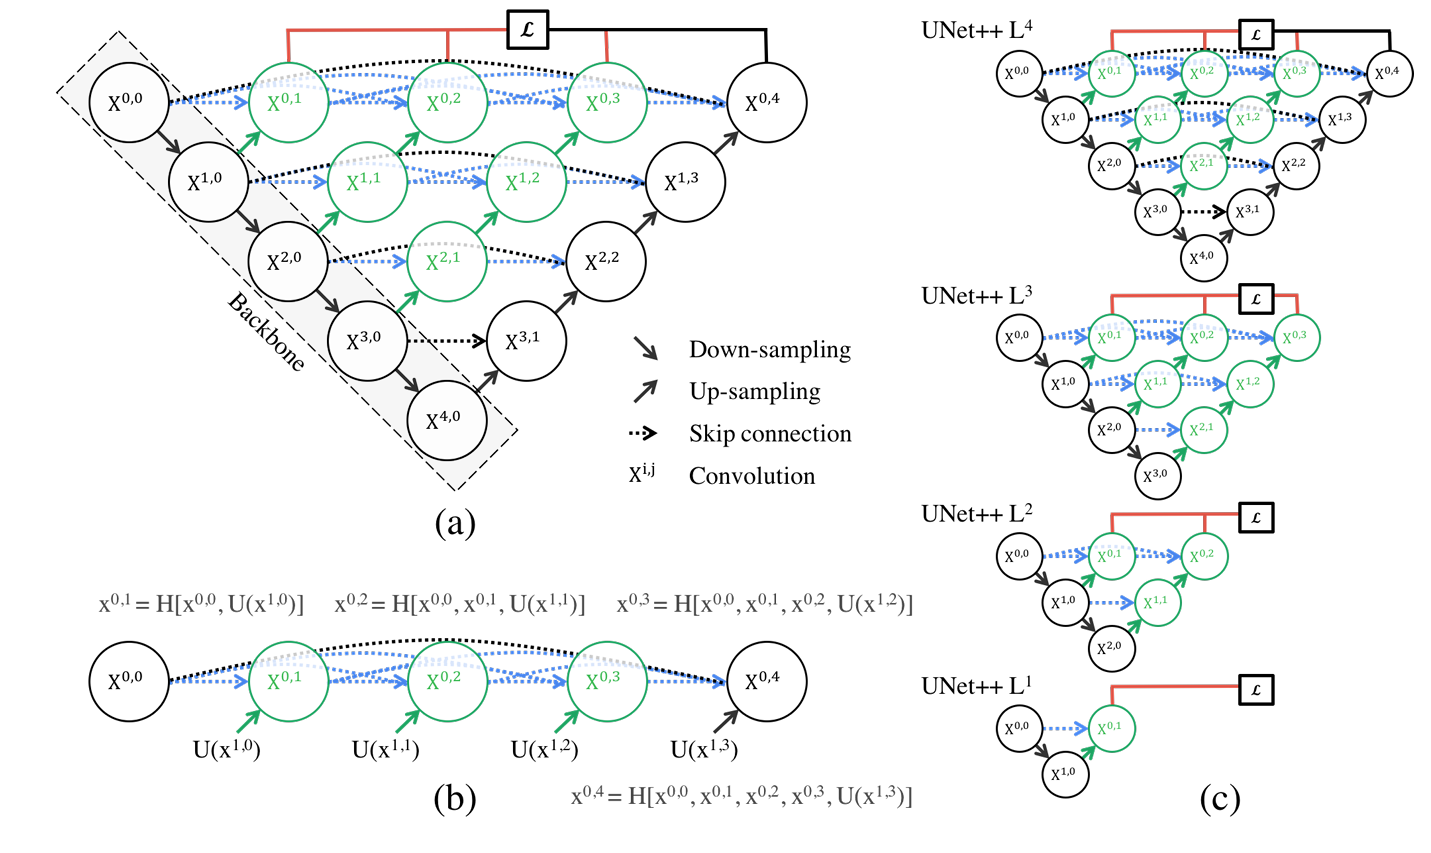 ℒ
X^0,0 X^0,1 X^0,2 X^0,3 X^0,4
X^1,0 X^1,1 X^1,2 X^1,3
X^2,0 X^2,1 X^2,2
X^3,0 X^3,1
X^4,0
Backbone
Down-sampling
Up-sampling
Skip connection
X^i,j Convolution
(a)
x^0,1 = H[x^0,0, U(x^1,0)] x^0,2 = H[x^0,0, x^0,1, U(x^1,1)] x^0,3 = H[x^0,0, x^0,1, x^0,2, U(x^1,2)]
X^0,0 X^0,1 X^0,2 X^0,3 X^0,4
U(x^1,0) U(x^1,1) U(x^1,2) U(x^1,3)
x^0,4 = H[x^0,0, x^0,1, x^0,2, x^0,3, U(x^1,3)]
(b)
UNet++ L^4
ℒ
X^0,0 X^0,1 X^0,2 X^0,3 X^0,4
X^1,0 X^1,1 X^1,2 X^1,3
X^2,0 X^2,1 X^2,2
X^3,0 X^3,1
X^4,0
UNet++ L^3
ℒ
X^0,0 X^0,1 X^0,2 X^0,3
X^1,0 X^1,1 X^1,2
X^2,0 X^2,1
X^3,0
UNet++ L^2
ℒ
X^0,0 X^0,1 X^0,2
X^1,0 X^1,1
X^2,0
UNet++ L^1
ℒ
X^0,0 X^0,1
X^1,0
(c)